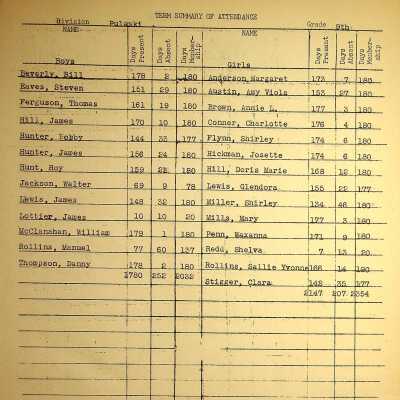 TERM SUMMARY OF ATTENDANCE
Division Pulaski Grade 9th
NAME Days Present Days Absent Days Membership NAME Days Present Days Absent Days Membership
Boys Girls
Beverly, Bill 178 2 180 Anderson, Margaret 173 7 180
Eaves, Steven 151 29 180 Austin, Amy Viola 153 27 180
Ferguson, Thomas 161 19 180 Brown, Annie L. 177 3 180
Hill, James 170 10 180 Conner, Charlotte 176 4 180
Hunter, Bobby 144 33 177 Flynn, Shirley 174 6 180
Hunter, James 156 24 180 Hickman, Josette 174 6 180
Hunt, Roy 159 21 180 Hill, Doris Marie 168 12 180
Jackson, Walter 69 9 78 Lewis, Glendora 155 22 177
Lewis, James 148 32 180 Miller, Shirley 134 46 180
Lottier, James 10 10 20 Mills, Mary 177 3 180
McClanahan, William 179 1 180 Penn, Waxanna 171 9 180
Rollins, Manuel 77 60 137 Redd, Shelva 7 13 20
Thompson, Danny 178 2 180 Rollins, Sallie Yvonne 166 14 180
1780 252 2032 Stigger, Clara 142 35 177
2147 207 2354